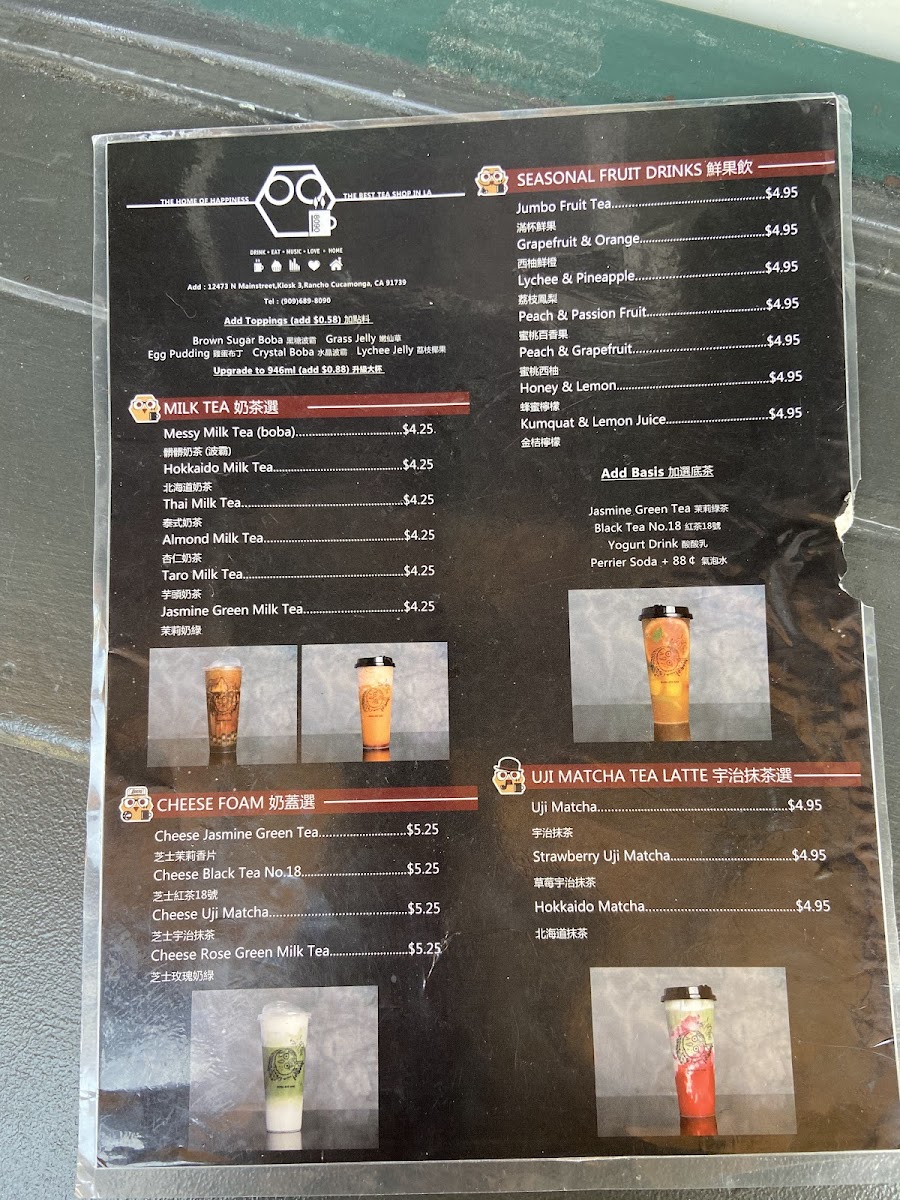 THE HOME OF HAPPINESS
THE BEST TEA SHOP IN LA
8090
DRINK • EAT • MUSIC • LOVE • HOME
Add : 12473 N Mainstreet,Kiosk 3,Rancho Cucamonga, CA 91739
Tel : (909)689-8090
Add Toppings (add $0.58) 加點料
Brown Sugar Boba 黑糖波霸 Grass Jelly 嫩仙草
Egg Pudding 雞蛋布丁 Crystal Boba 水晶波霸 Lychee Jelly 荔枝椰果
Upgrade to 946ml (add $0.88) 升級大杯
MILK TEA 奶茶選
Messy Milk Tea (boba)...$4.25
髒髒奶茶 (波霸)
Hokkaido Milk Tea...$4.25
北海道奶茶
Thai Milk Tea...$4.25
泰式奶茶
Almond Milk Tea...$4.25
杏仁奶茶
Taro Milk Tea...$4.25
芋頭奶茶
Jasmine Green Milk Tea...$4.25
茉莉奶綠
CHEESE FOAM 奶蓋選
Cheese Jasmine Green Tea...$5.25
芝士茉莉香片
Cheese Black Tea No.18...$5.25
芝士紅茶18號
Cheese Uji Matcha...$5.25
芝士宇治抹茶
Cheese Rose Green Milk Tea...$5.25
芝士玫瑰奶綠
SEASONAL FRUIT DRINKS 鮮果飲
Jumbo Fruit Tea...$4.95
滿杯鮮果
Grapefruit & Orange...$4.95
西柚鮮橙
Lychee & Pineapple...$4.95
荔枝鳳梨
Peach & Passion Fruit...$4.95
蜜桃百香果
Peach & Grapefruit...$4.95
蜜桃西柚
Honey & Lemon...$4.95
蜂蜜檸檬
Kumquat & Lemon Juice...$4.95
金桔檸檬
Add Basis 加選底茶
Jasmine Green Tea 茉莉綠茶
Black Tea No.18 紅茶18號
Yogurt Drink 酸酸乳
Perrier Soda + 88¢ 氣泡水
UJI MATCHA TEA LATTE 宇治抹茶選
Uji Matcha...$4.95
宇治抹茶
Strawberry Uji Matcha...$4.95
草莓宇治抹茶
Hokkaido Matcha...$4.95
北海道抹茶